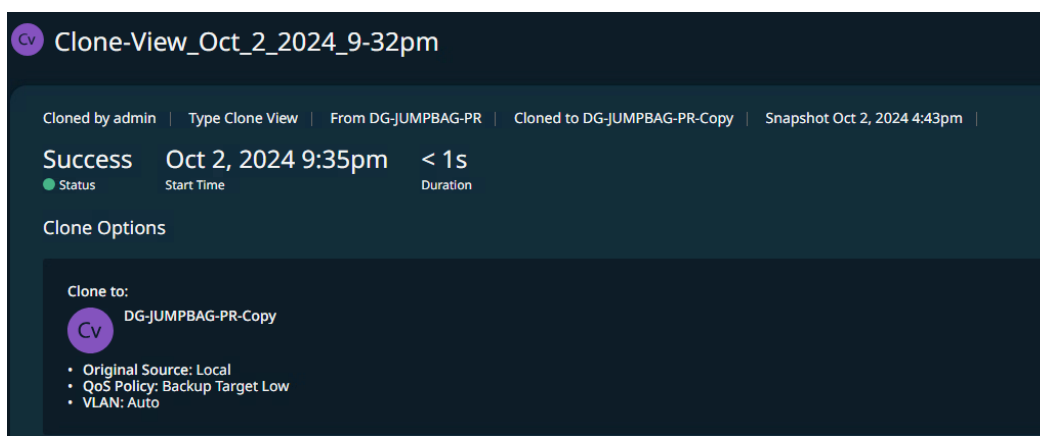 Cv Clone-View_Oct_2_2024_9-32pm
Cloned by admin | Type Clone View | From DG-JUMPBAG-PR | Cloned to DG-JUMPBAG-PR-Copy | Snapshot Oct 2, 2024 4:43pm |
Success Oct 2, 2024 9:35pm < 1s
Status Start Time Duration
Clone Options
Clone to:
Cv DG-JUMPBAG-PR-Copy
• Original Source: Local
• QoS Policy: Backup Target Low
• VLAN: Auto